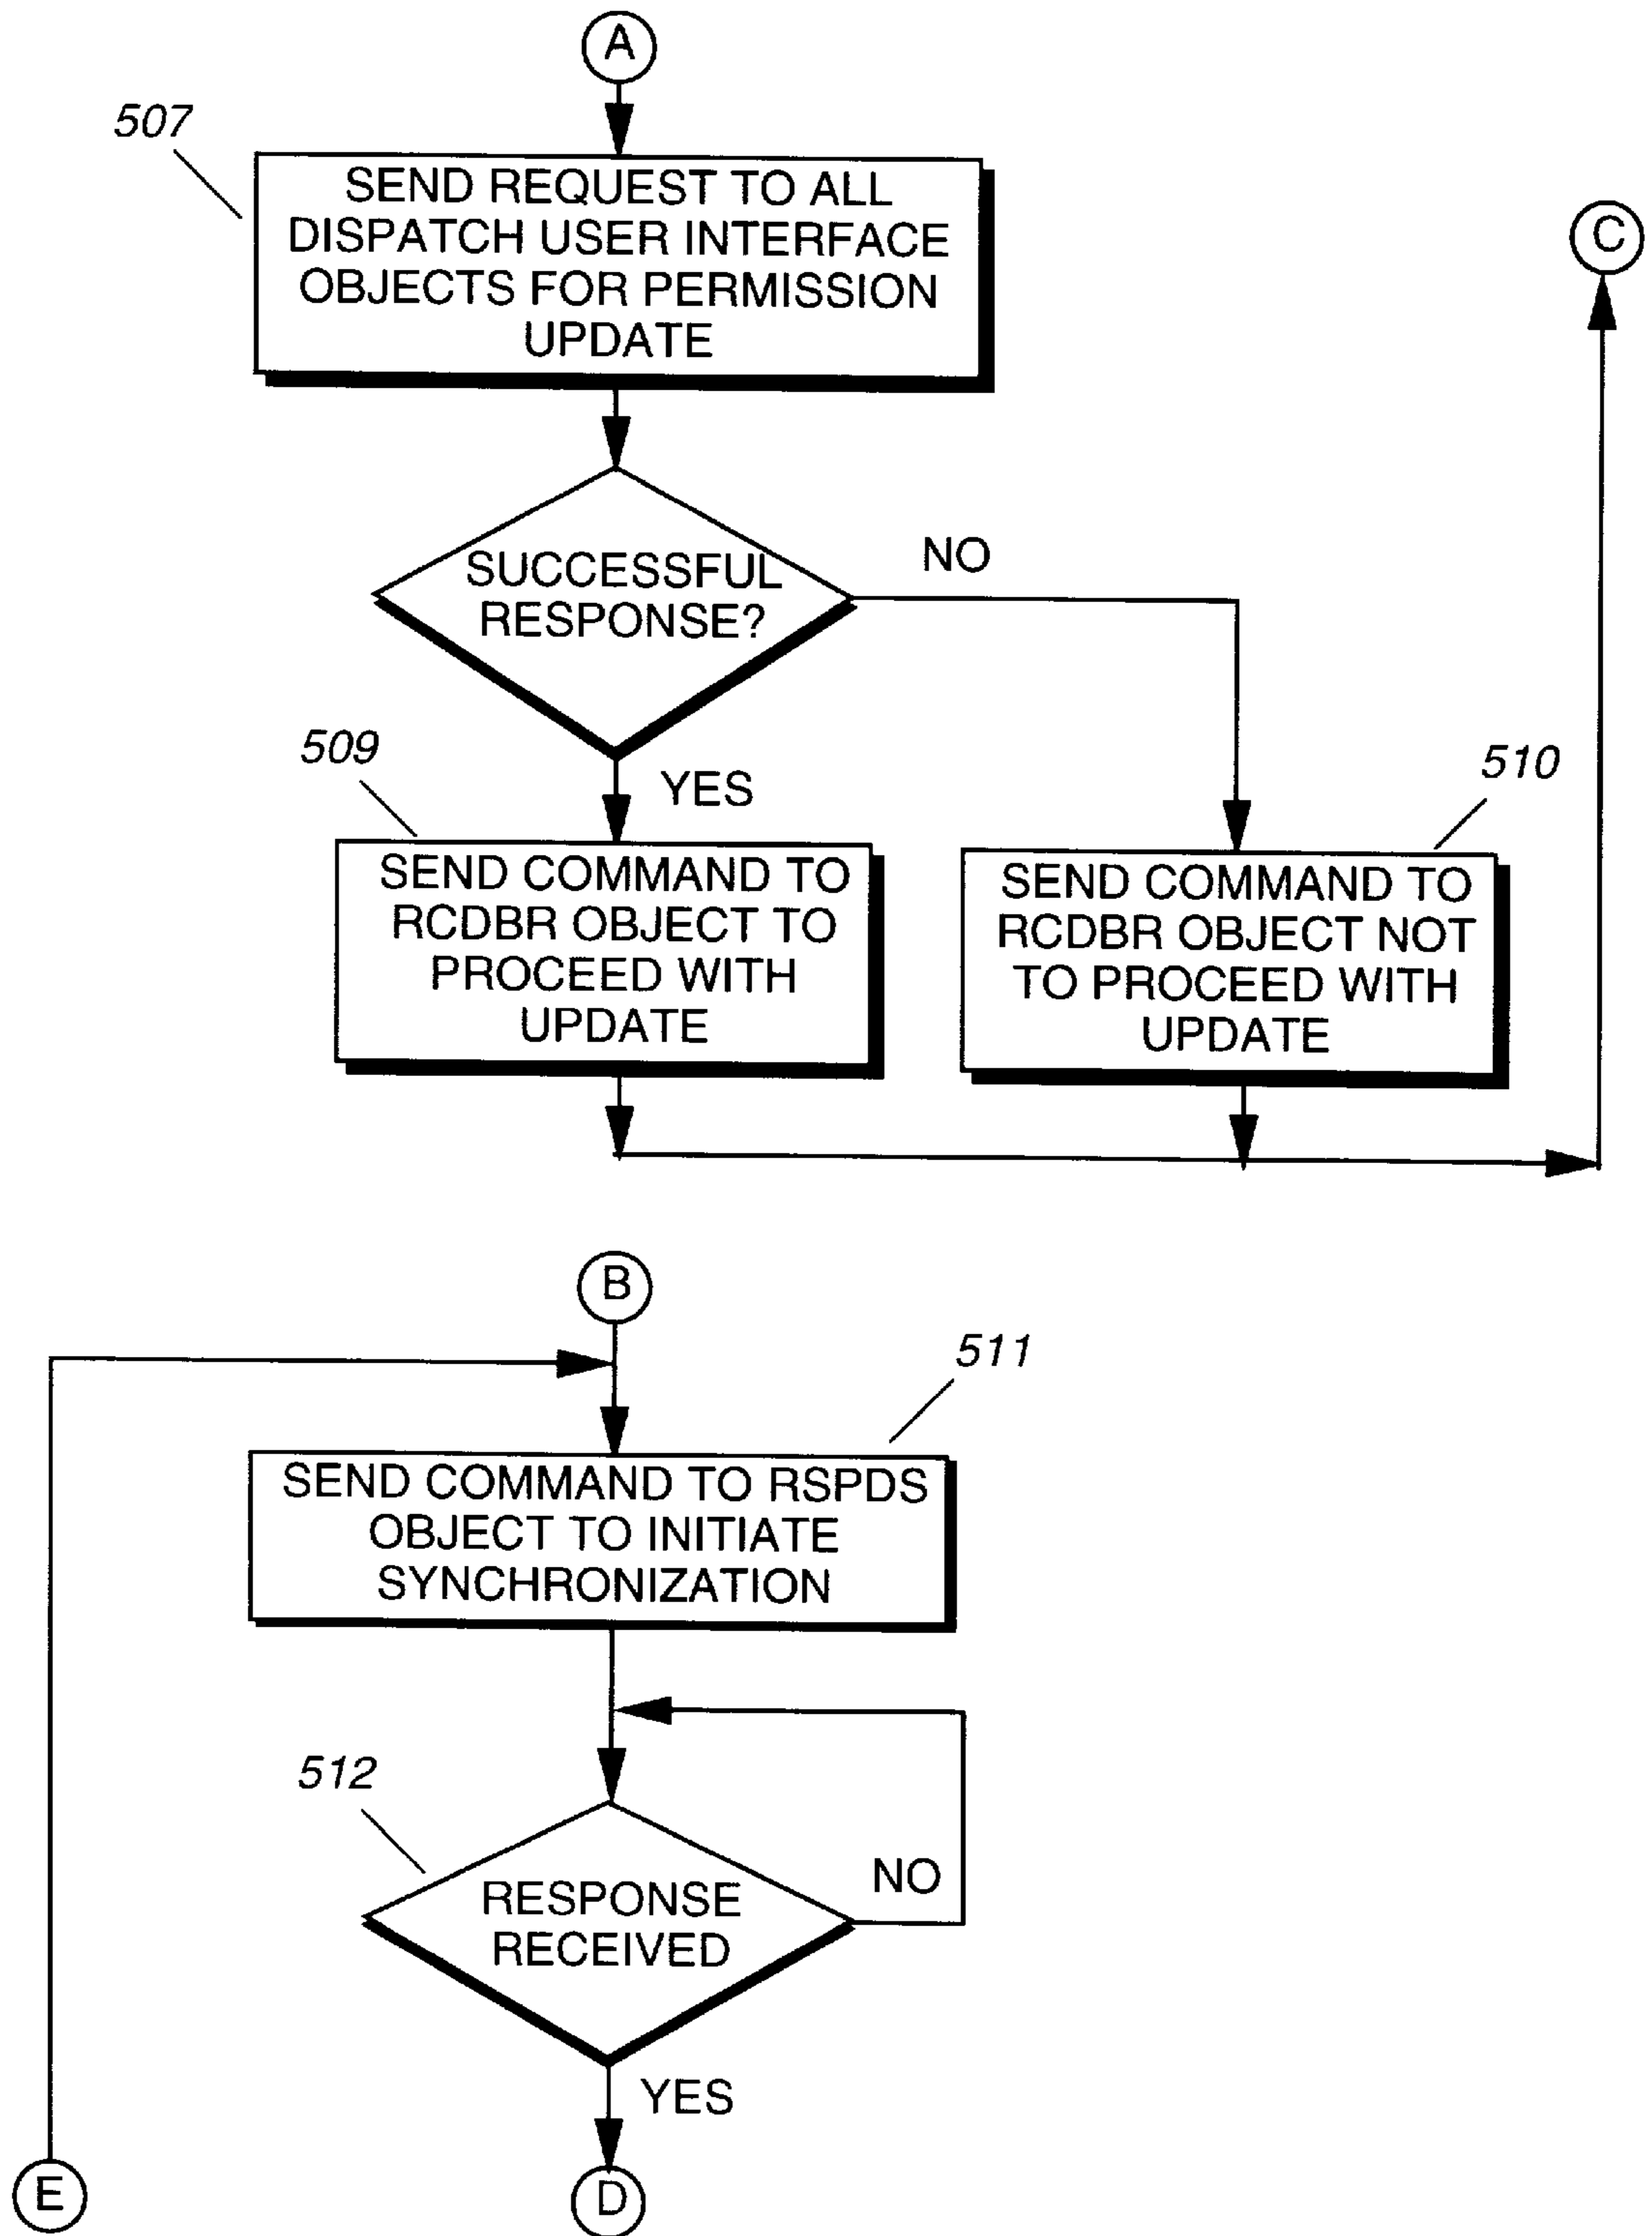 A
507
SEND REQUEST TO ALL
DISPATCH USER INTERFACE
OBJECTS FOR PERMISSION
UPDATE
C
SUCCESSFUL
RESPONSE?
NO
YES
509
SEND COMMAND TO
RCDBR OBJECT TO
PROCEED WITH
UPDATE
510
SEND COMMAND TO
RCDBR OBJECT NOT
TO PROCEED WITH
UPDATE
B
511
SEND COMMAND TO RSPDS
OBJECT TO INITIATE
SYNCHRONIZATION
512
RESPONSE
RECEIVED
NO
YES
E
D